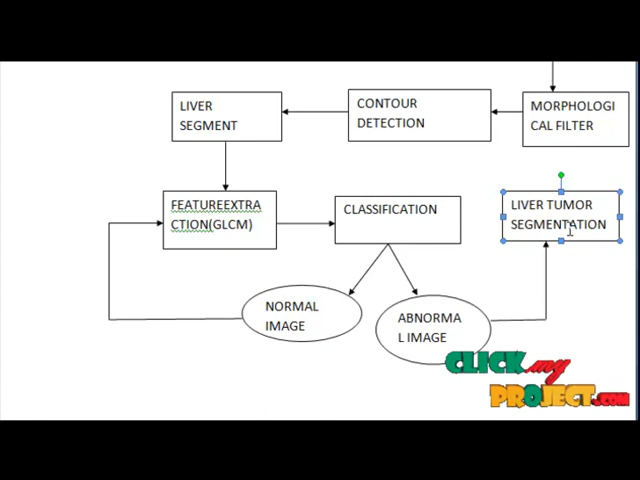 LIVER
SEGMENT
CONTOUR
DETECTION
MORPHOLOGI
CAL FILTER
FEATUREEXTRA
CTION(GLCM)
CLASSIFICATION
LIVER TUMOR
SEGMENTATION
NORMAL
IMAGE
ABNORMA
L IMAGE
CLICK my
PROJECT.com